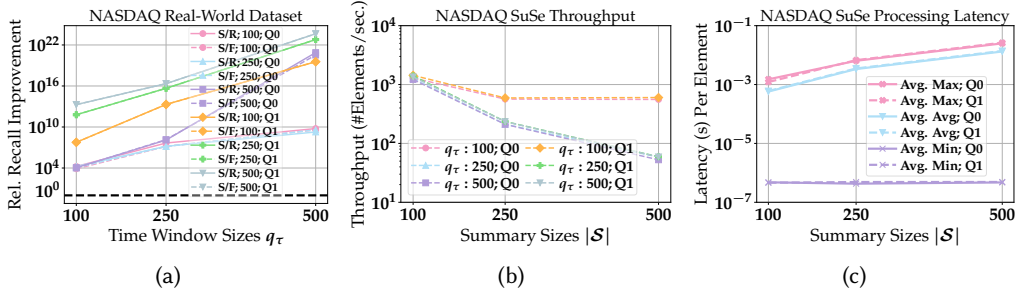 NASDAQ Real-World Dataset
Rel. Recall Improvement
10^22
10^16
10^10
10^4
10^0
S/R; 100; Q0
S/F; 100; Q0
S/R; 250; Q0
S/F; 250; Q0
S/R; 500; Q0
S/F; 500; Q0
S/R; 100; Q1
S/F; 100; Q1
S/R; 250; Q1
S/F; 250; Q1
S/R; 500; Q1
S/F; 500; Q1
100 250 500
Time Window Sizes q_τ
(a)
NASDAQ SuSe Throughput
Throughput (#Elements/sec.)
10^4
10^3
10^2
10^1
q_τ : 100; Q0
q_τ : 250; Q0
q_τ : 500; Q0
q_τ : 100; Q1
q_τ : 250; Q1
q_τ : 500; Q1
100 250 500
Summary Sizes |S|
(b)
NASDAQ SuSe Processing Latency
Latency (s) Per Element
10^-1
10^-3
10^-5
10^-7
Avg. Max; Q0
Avg. Max; Q1
Avg. Avg; Q0
Avg. Avg; Q1
Avg. Min; Q0
Avg. Min; Q1
100 250 500
Summary Sizes |S|
(c)